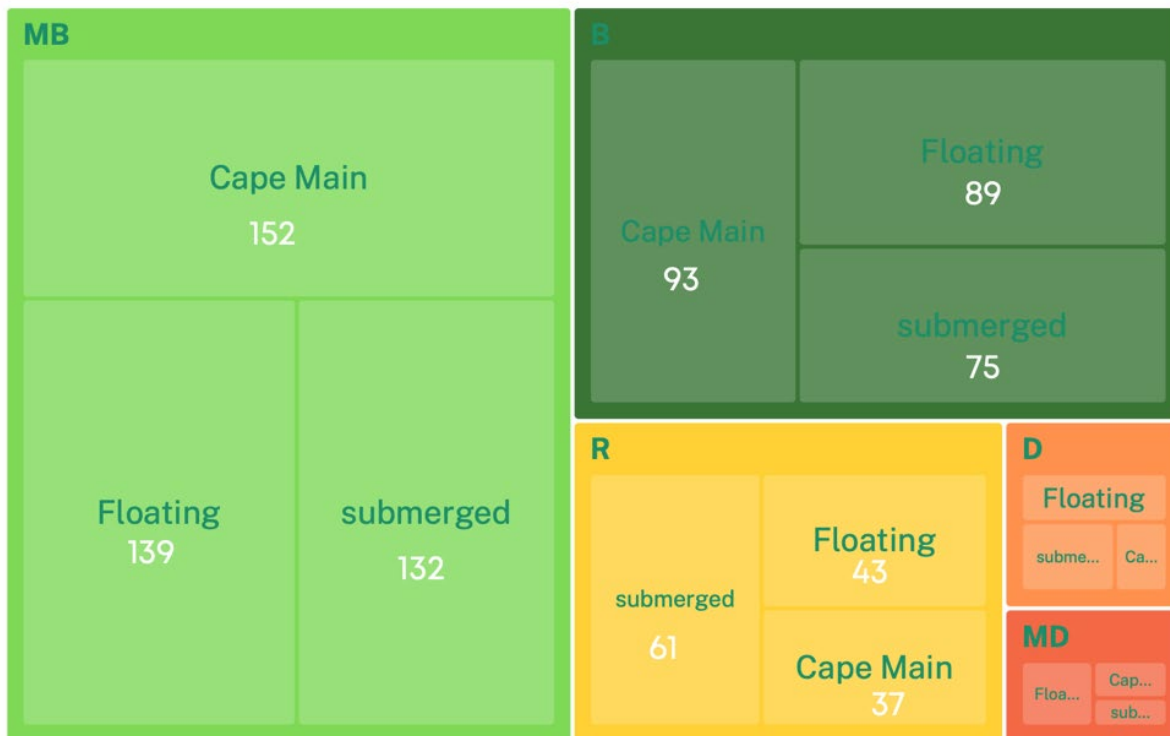 MB
Cape Main
152
Floating
139
submerged
132
B
Cape Main
93
Floating
89
submerged
75
R
submerged
61
Floating
43
Cape Main
37
D
Floating
subme...
Ca...
MD
Floa...
Cap...
sub...